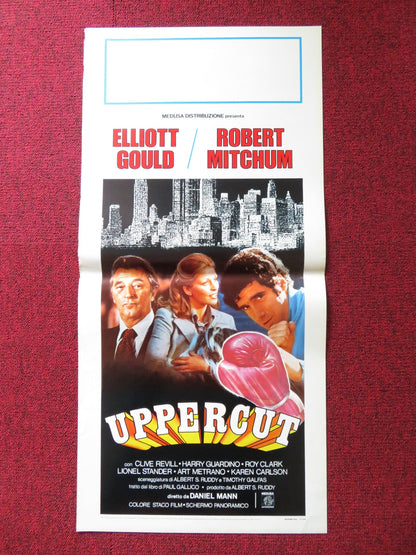 MEDUSA DISTRIBUZIONE presenta
ELLIOTT GOULD / ROBERT MITCHUM
UPPERCUT
con CLIVE REVILL • HARRY GUARDINO • ROY CLARK
LIONEL STANDER • ART METRANO • KAREN CARLSON
sceneggiatura di ALBERT S. RUDDY e TIMOTHY GALFAS
tratto dal libro di PAUL GALLICO • prodotto da ALBERT S. RUDDY
diretto da DANIEL MANN
COLORE STACO FILM • SCHERMO PANORAMICO
MEDUSA